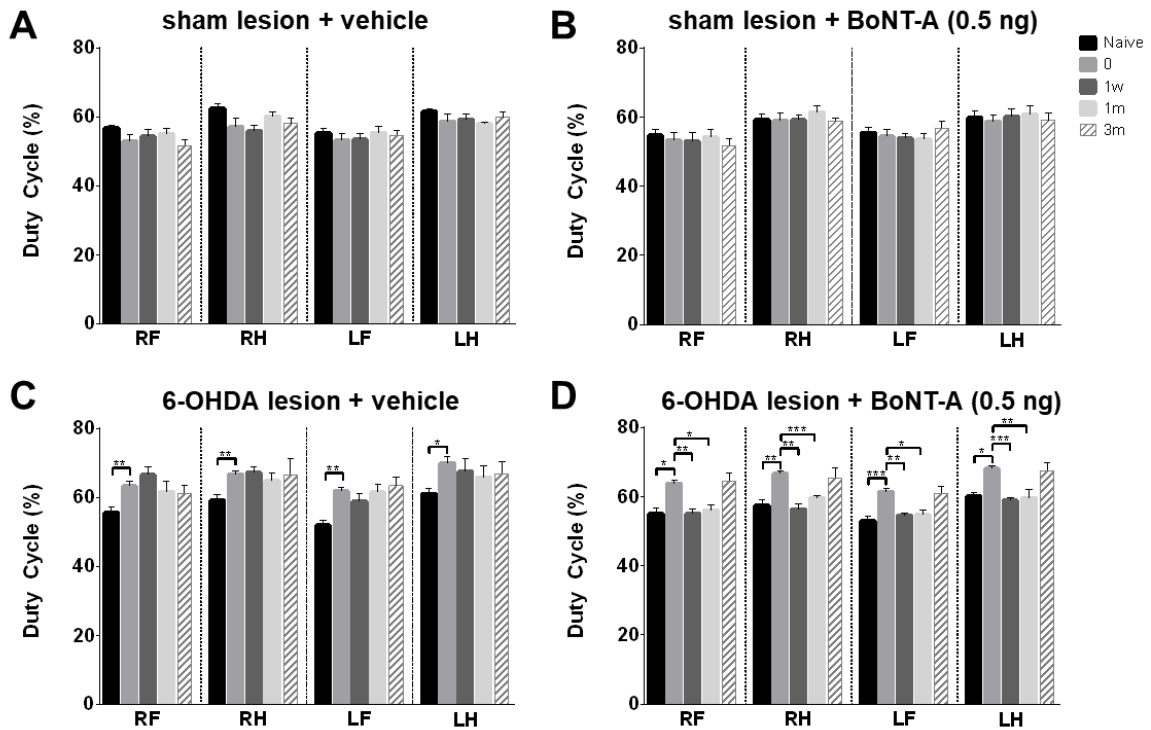 A
sham lesion + vehicle
Duty Cycle (%)
80
60
40
20
0
RF RH LF LH
B
sham lesion + BoNT-A (0.5 ng)
Duty Cycle (%)
80
60
40
20
0
RF RH LF LH
Naive
0
1w
1m
3m
C
6-OHDA lesion + vehicle
Duty Cycle (%)
80
60
40
20
0
** ** ** *
RF RH LF LH
D
6-OHDA lesion + BoNT-A (0.5 ng)
Duty Cycle (%)
80
60
40
20
0
* *** * **
* ** ** ** *** ** * ***
RF RH LF LH